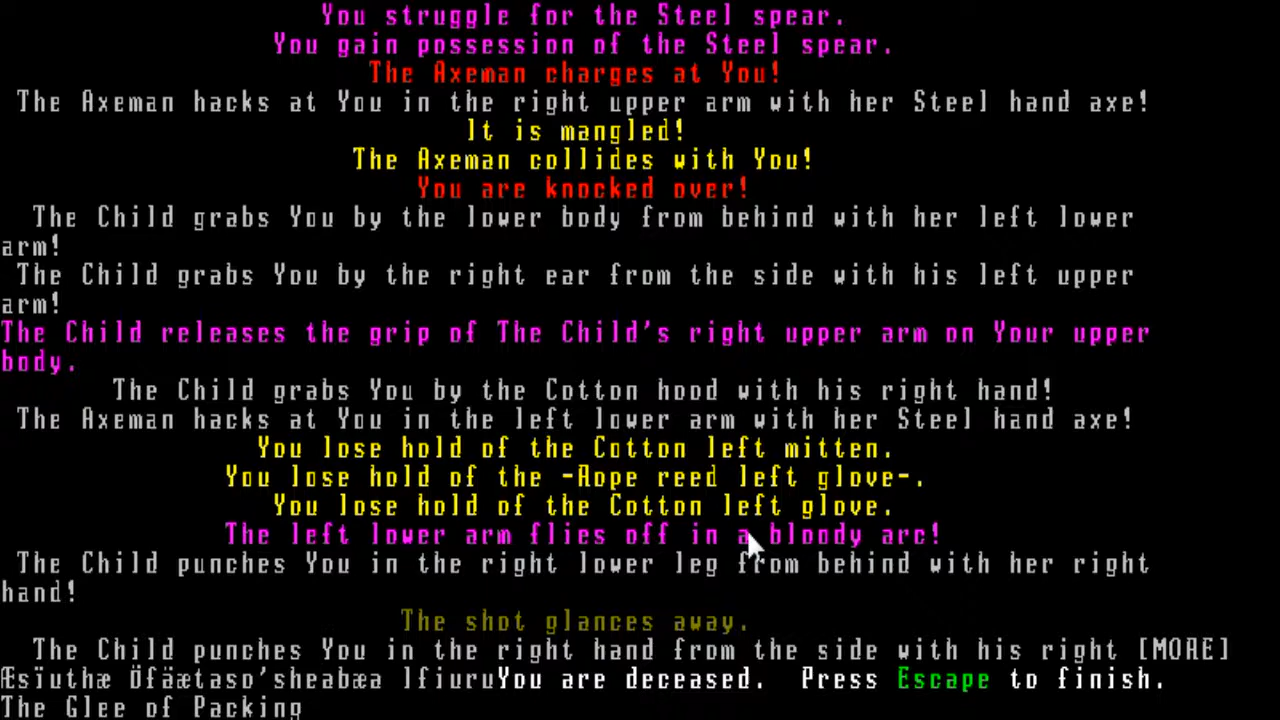 You struggle for the Steel spear.
You gain possession of the Steel spear.
The Axeman charges at You!
The Axeman hacks at You in the right upper arm with her Steel hand axe!
It is mangled!
The Axeman collides with You!
You are knocked over!
The Child grabs You by the lower body from behind with her left lower
arm!
The Child grabs You by the right ear from the side with his left upper
arm!
The Child releases the grip of The Child's right upper arm on Your upper
body.
The Child grabs You by the Cotton hood with his right hand!
The Axeman hacks at You in the left lower arm with her Steel hand axe!
You lose hold of the Cotton left mitten.
You lose hold of the -Rope reed left glove-.
You lose hold of the Cotton left glove.
The left lower arm flies off in a bloody arc!
The Child punches You in the right lower leg from behind with her right
hand!
The shot glances away.
The Child punches You in the right hand from the side with his right [MORE]
Æsïuthæ Öfäætaso'sheabæa IfiuruYou are deceased.  Press Escape to finish.
The Glee of Packing